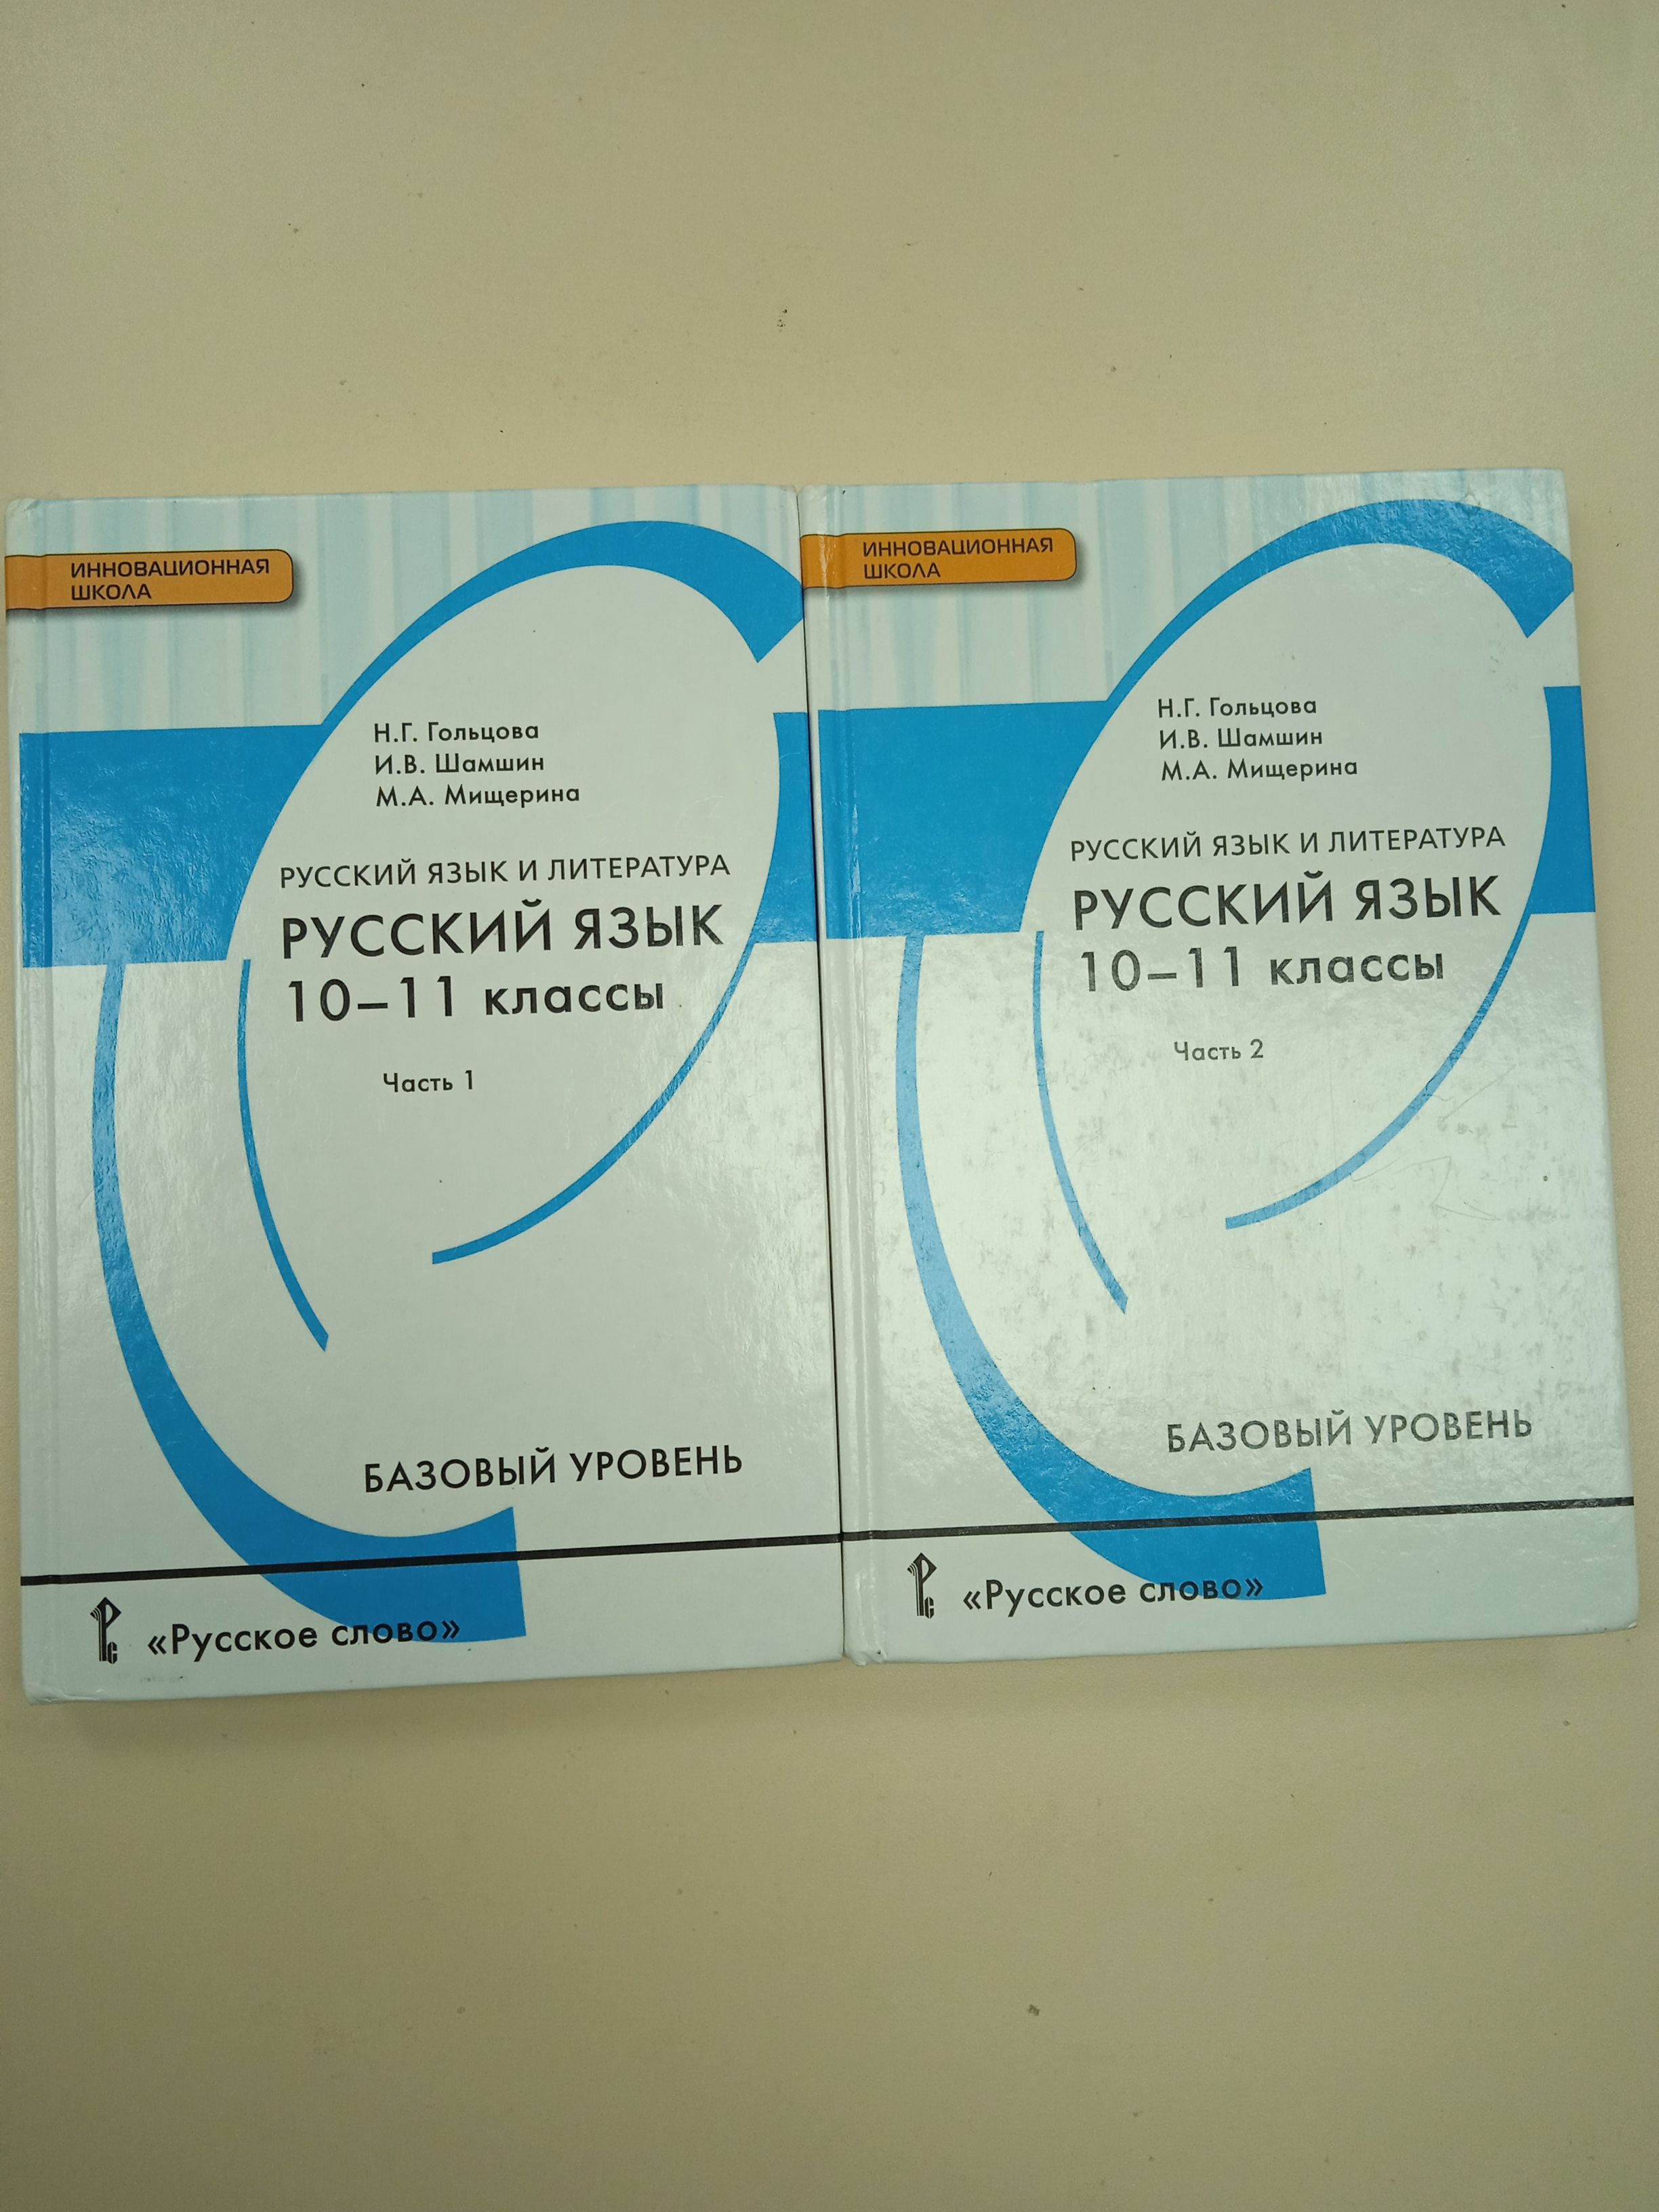 ИННОВАЦИОННАЯ
ШКОЛА
Н.Г. Гольцова
И.В. Шамшин
М.А. Мищерина
РУССКИЙ ЯЗЫК И ЛИТЕРАТУРА
РУССКИЙ ЯЗЫК
10–11 классы
Часть 1
БАЗОВЫЙ УРОВЕНЬ
РС «Русское слово»
ИННОВАЦИОННАЯ
ШКОЛА
Н.Г. Гольцова
И.В. Шамшин
М.А. Мищерина
РУССКИЙ ЯЗЫК И ЛИТЕРАТУРА
РУССКИЙ ЯЗЫК
10–11 классы
Часть 2
БАЗОВЫЙ УРОВЕНЬ
РС «Русское слово»